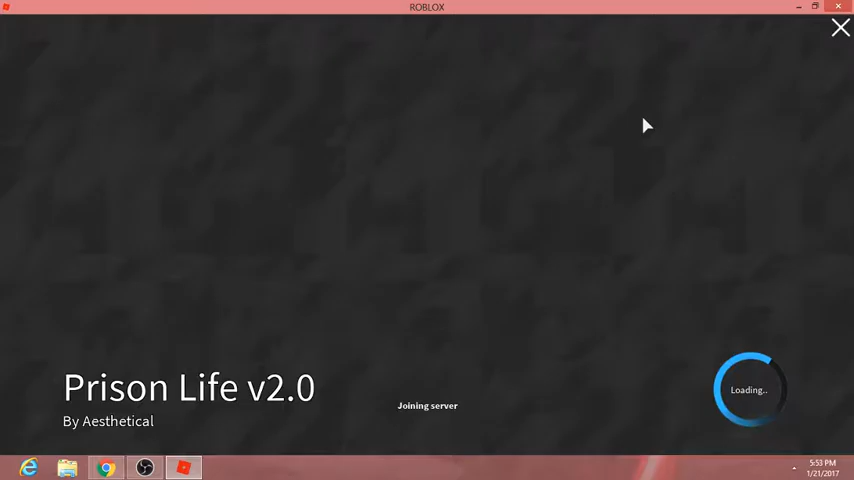 ROBLOX
Prison Life v2.0
By Aesthetical
Joining server
Loading..
5:53 PM
1/21/2017